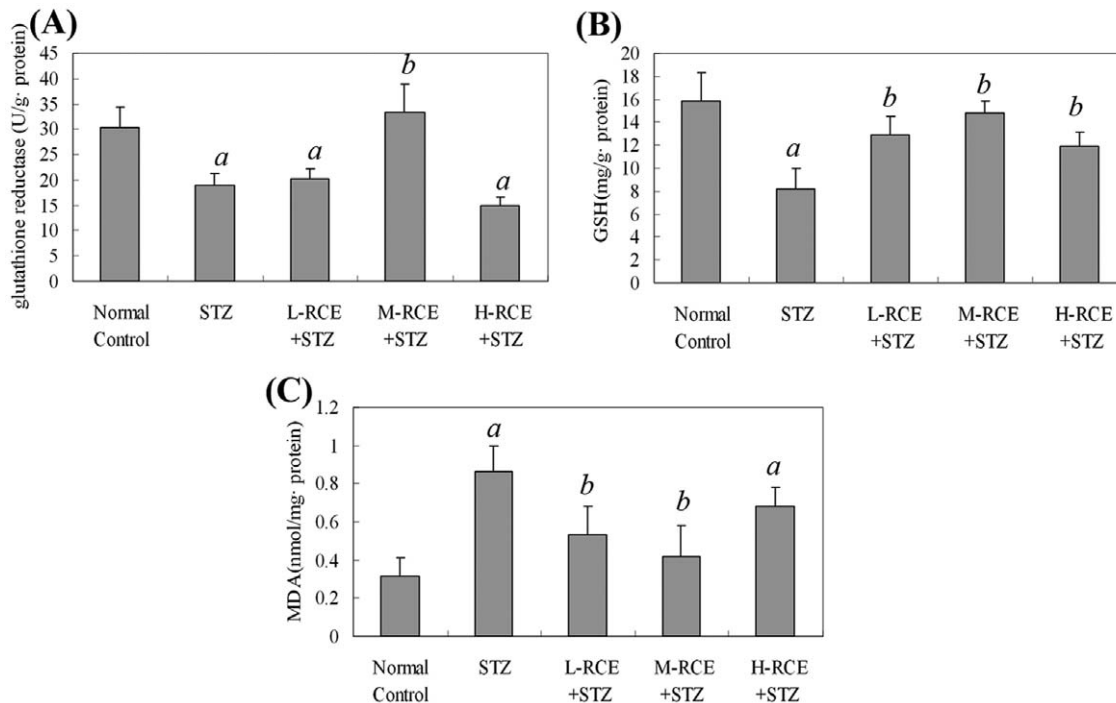 (A)
glutathione reductase (U/g· protein)
45
40
35
30
25
20
15
10
5
0
a
a
b
a
Normal
Control
STZ
L-RCE
+STZ
M-RCE
+STZ
H-RCE
+STZ
(B)
GSH(mg/g· protein)
20
18
16
14
12
10
8
6
4
2
0
a
b
b
b
Normal
Control
STZ
L-RCE
+STZ
M-RCE
+STZ
H-RCE
+STZ
(C)
MDA(nmol/mg· protein)
1.2
1
0.8
0.6
0.4
0.2
0
a
b
b
a
Normal
Control
STZ
L-RCE
+STZ
M-RCE
+STZ
H-RCE
+STZ